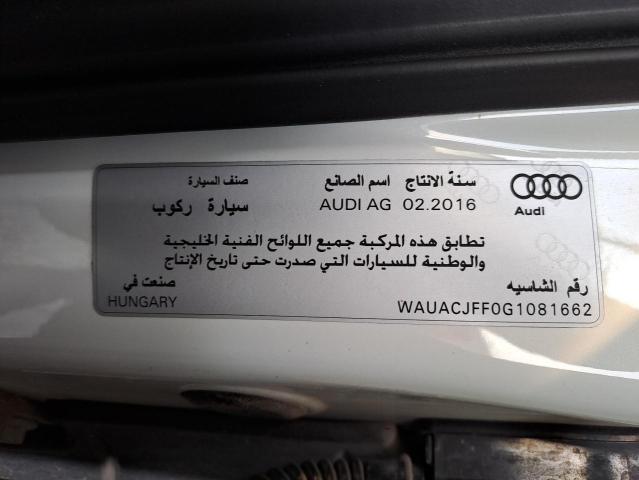 سنة الانتاج اسم الصانع صنف السيارة
AUDI AG 02.2016 سيارة ركوب
Audi
تطابق هذه المركبة جميع اللوائح الفنية الخليجية
والوطنية للسيارات التي صدرت حتى تاريخ الإنتاج
رقم الشاسيه صنعت في
WAUACJFF0G1081662 HUNGARY